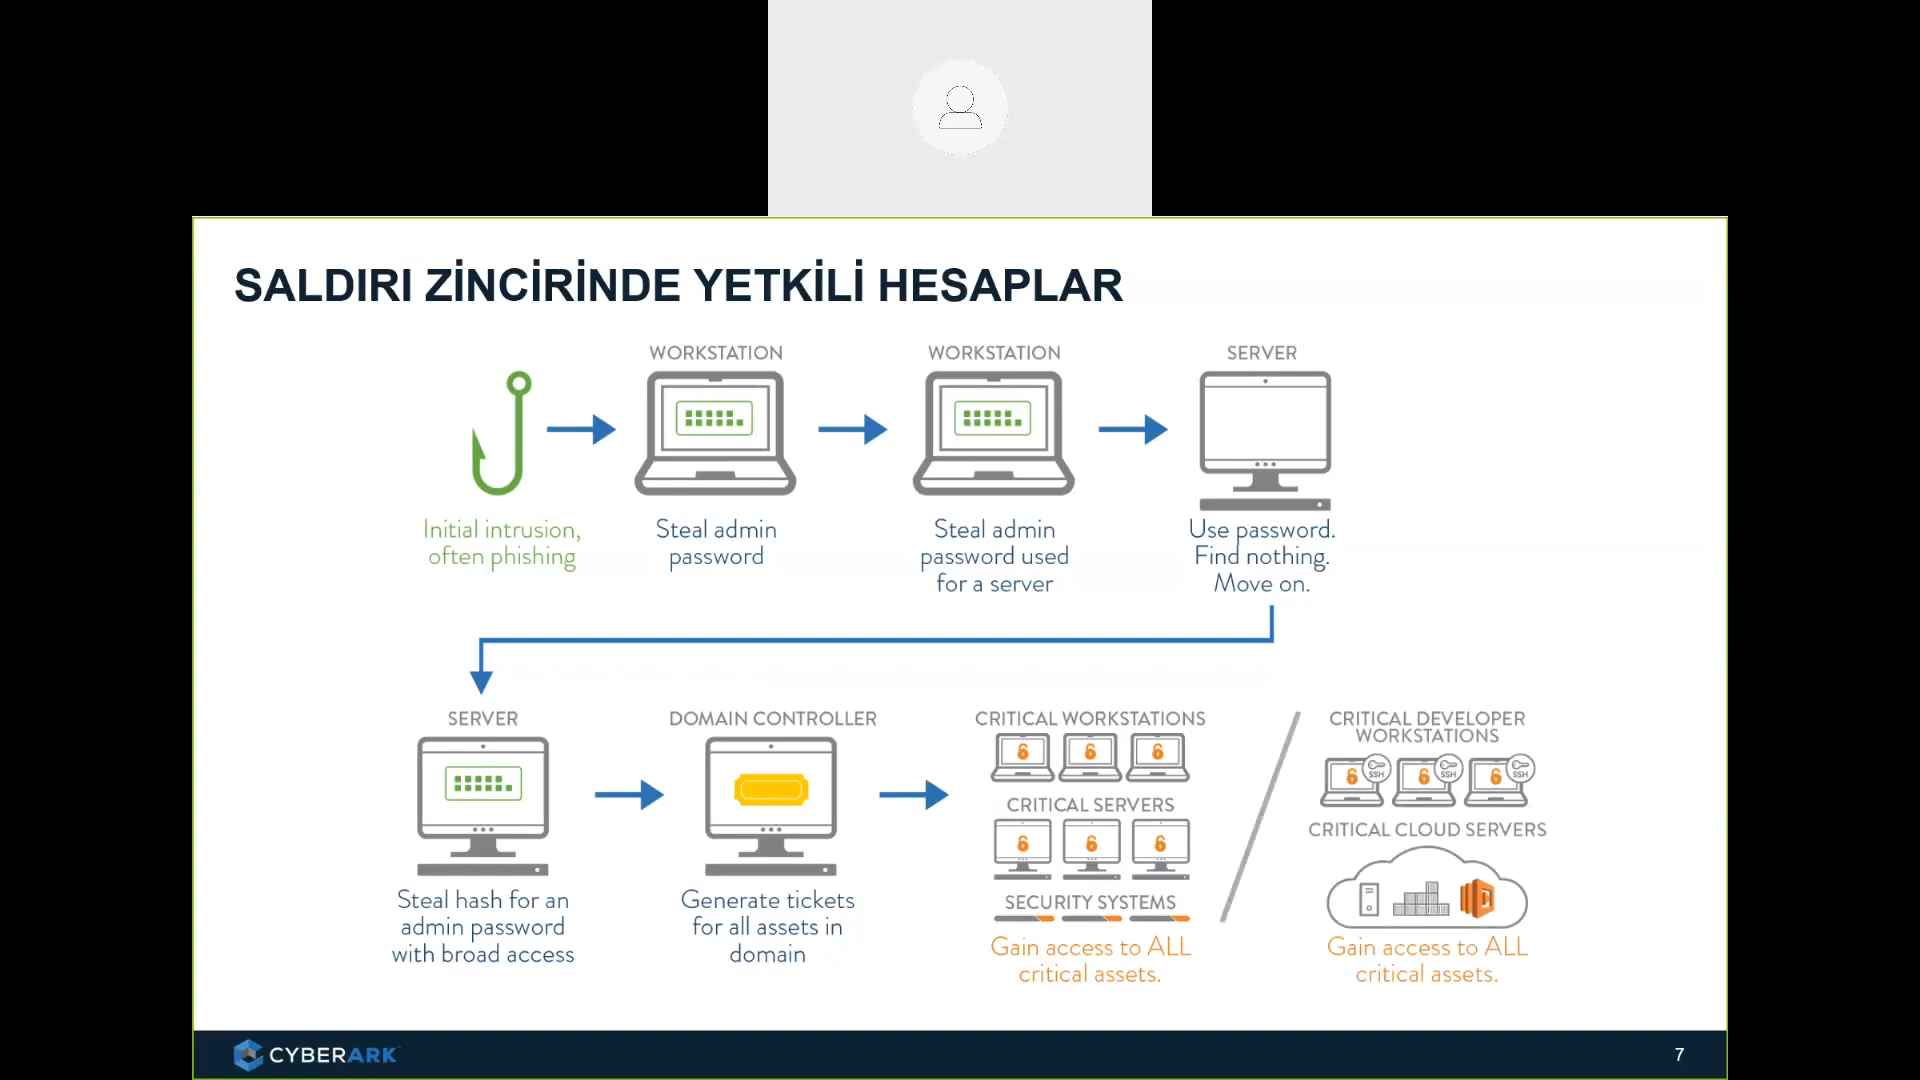 SALDIRI ZİNCİRİNDE YETKİLİ HESAPLAR
WORKSTATION
Steal admin
password
WORKSTATION
Steal admin
password used
for a server
SERVER
Use password.
Find nothing.
Move on.
Initial intrusion,
often phishing
SERVER
Steal hash for an
admin password
with broad access
DOMAIN CONTROLLER
Generate tickets
for all assets in
domain
CRITICAL WORKSTATIONS
CRITICAL SERVERS
SECURITY SYSTEMS
Gain access to ALL
critical assets.
CRITICAL DEVELOPER
WORKSTATIONS
SSH
SSH
SSH
CRITICAL CLOUD SERVERS
Gain access to ALL
critical assets.
CYBERARK
7